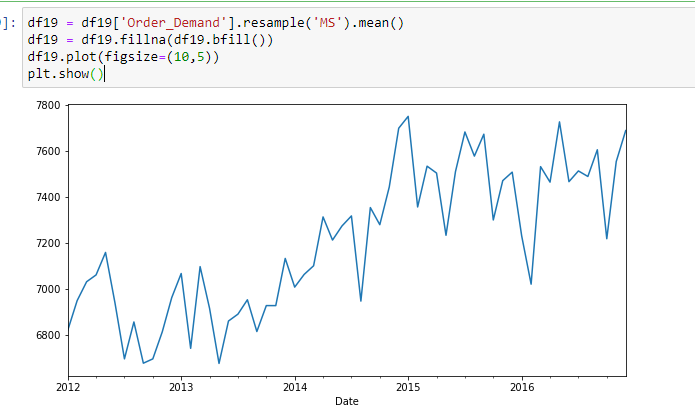 ]: df19 = df19['Order_Demand'].resample('MS').mean()
df19 = df19.fillna(df19.bfill())
df19.plot(figsize=(10,5))
plt.show()
7800
7600
7400
7200
7000
6800
2012 2013 2014 2015 2016
Date